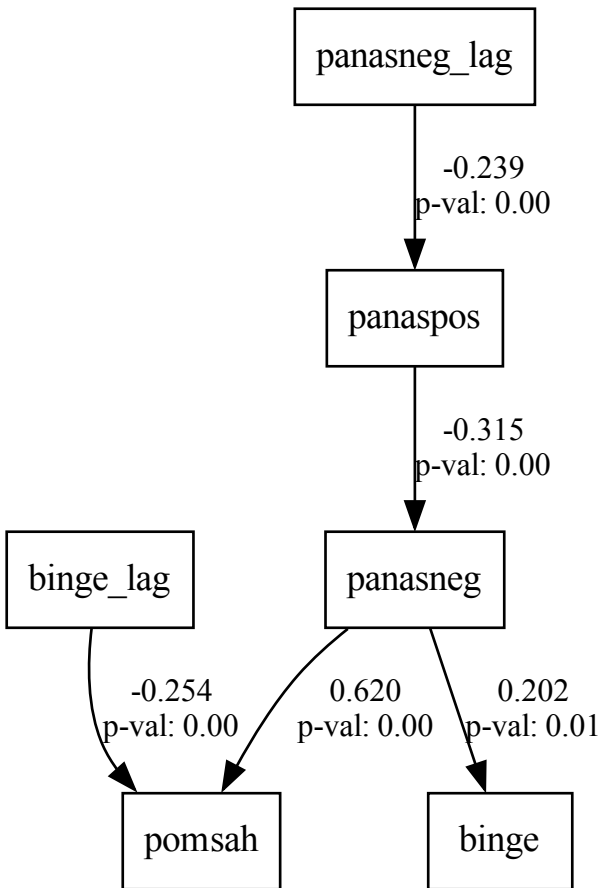 panasneg_lag
-0.239
p-val: 0.00
panaspos
-0.315
p-val: 0.00
binge_lag
panasneg
-0.254
p-val: 0.00
0.620
p-val: 0.00
0.202
p-val: 0.01
pomsah
binge